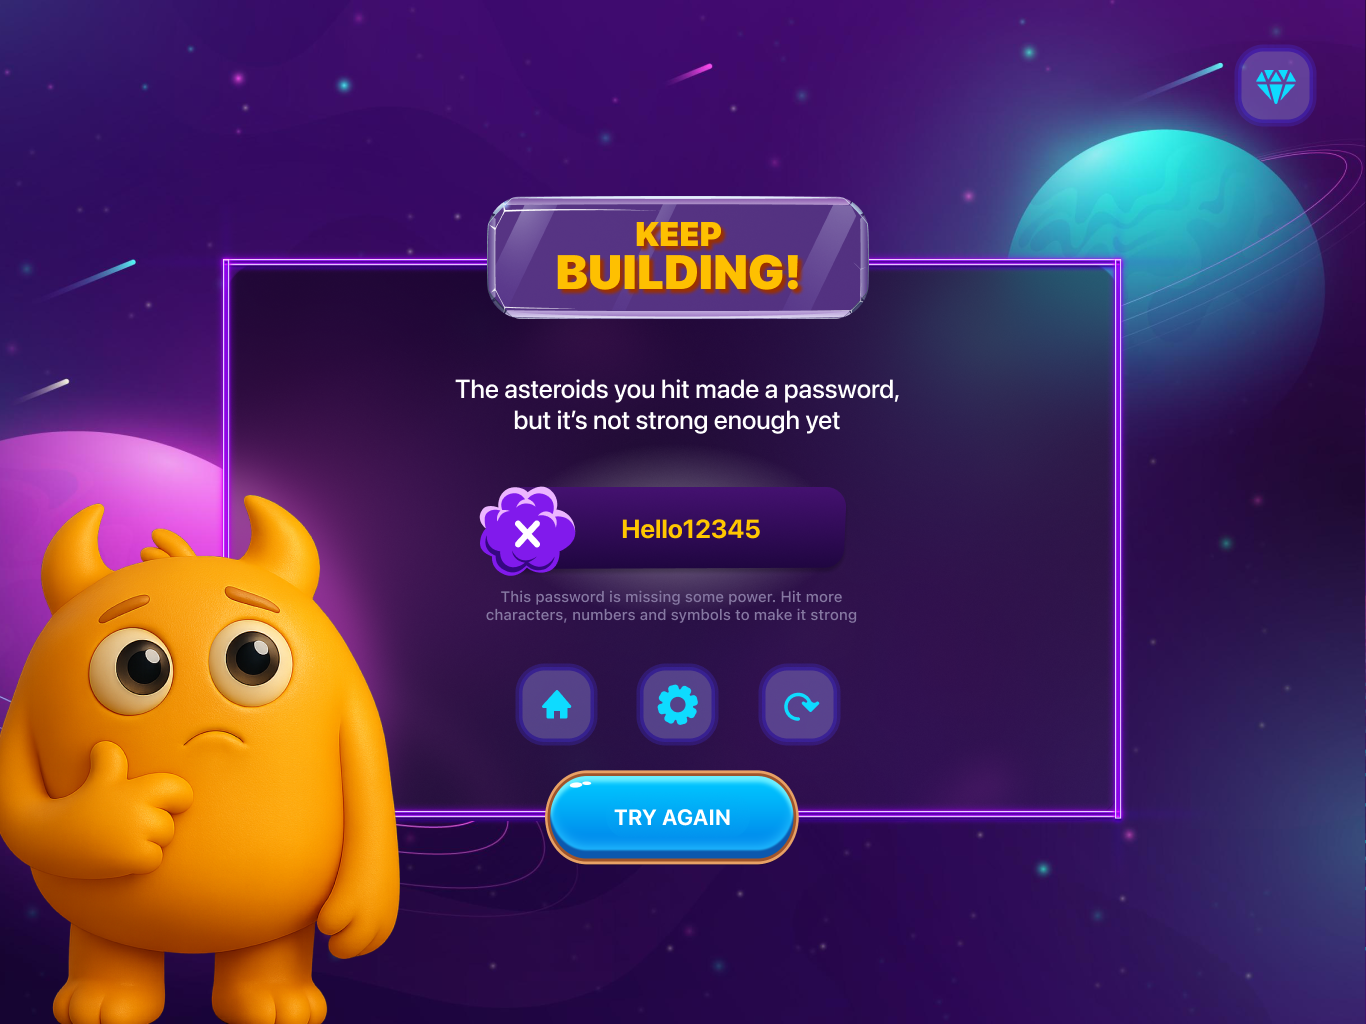 KEEP
BUILDING!
The asteroids you hit made a password,
but it’s not strong enough yet
Hello12345
This password is missing some power. Hit more
characters, numbers and symbols to make it strong
TRY AGAIN